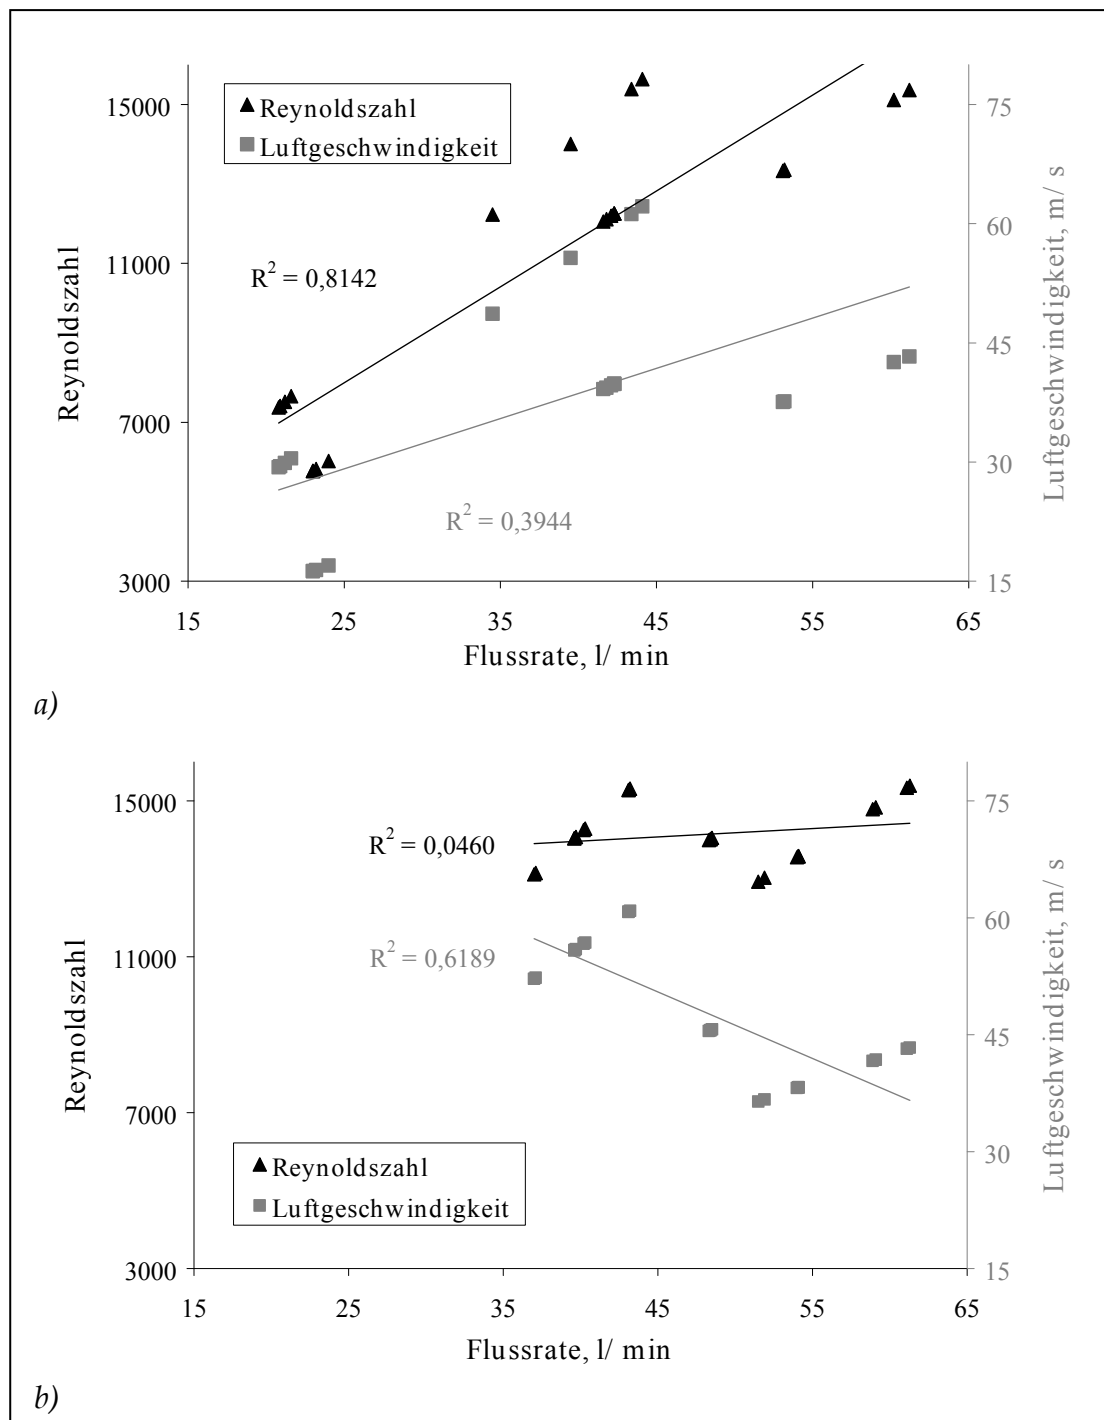 15000
11000
7000
3000
Reynoldszahl
Reynoldszahl
Luftgeschwindigkeit
R² = 0,8142
R² = 0,3944
75
60
45
30
15
Luftgeschwindigkeit, m/ s
15 25 35 45 55 65
Flussrate, l/ min
a)
15000
11000
7000
3000
Reynoldszahl
R² = 0,0460
R² = 0,6189
Reynoldszahl
Luftgeschwindigkeit
75
60
45
30
15
Luftgeschwindigkeit, m/ s
15 25 35 45 55 65
Flussrate, l/ min
b)